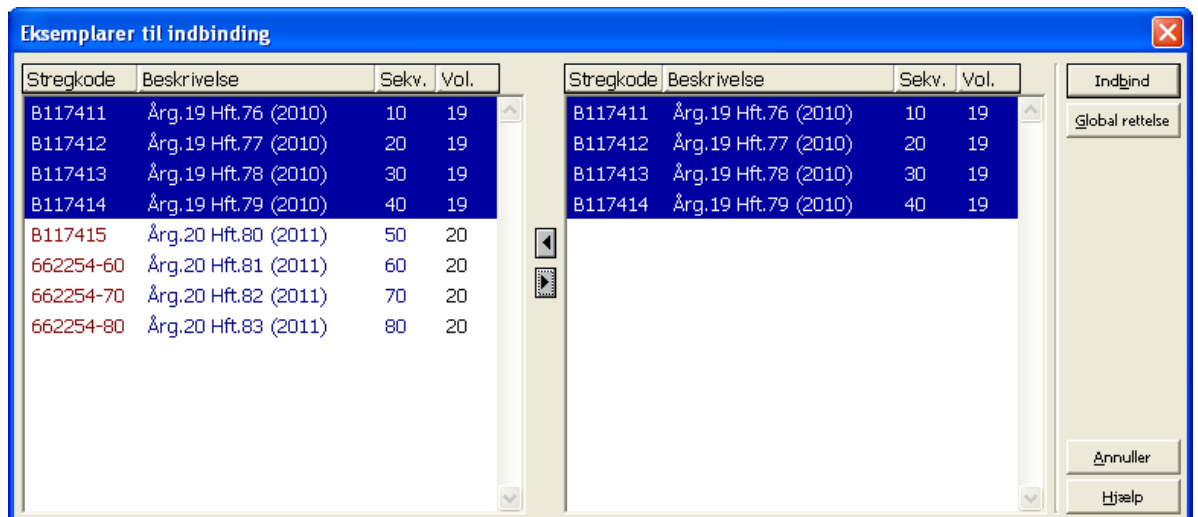 Eksemplarer til indbinding
Stregkode Beskrivelse Sekv. Vol. Stregkode Beskrivelse Sekv. Vol. Indbind
B117411 Årg.19 Hft.76 (2010) 10 19 B117411 Årg.19 Hft.76 (2010) 10 19 Global rettelse
B117412 Årg.19 Hft.77 (2010) 20 19 B117412 Årg.19 Hft.77 (2010) 20 19
B117413 Årg.19 Hft.78 (2010) 30 19 B117413 Årg.19 Hft.78 (2010) 30 19
B117414 Årg.19 Hft.79 (2010) 40 19 B117414 Årg.19 Hft.79 (2010) 40 19
B117415 Årg.20 Hft.80 (2011) 50 20
662254-60 Årg.20 Hft.81 (2011) 60 20
662254-70 Årg.20 Hft.82 (2011) 70 20
662254-80 Årg.20 Hft.83 (2011) 80 20
Annuller
Hjælp